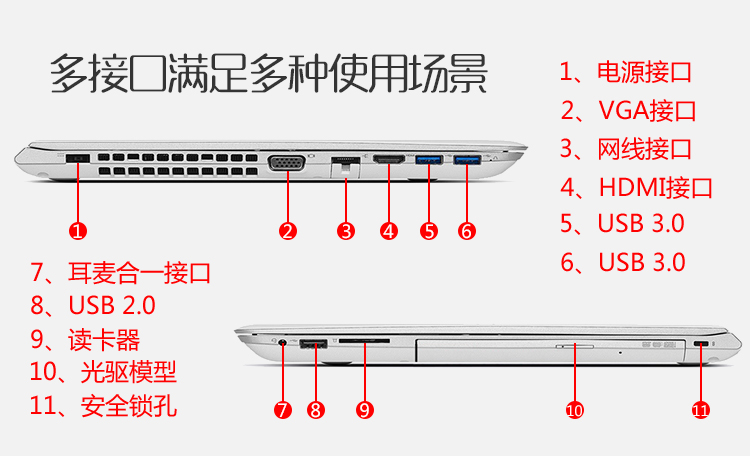 多接口满足多种使用场景
1、电源接口
2、VGA接口
3、网线接口
4、HDMI接口
5、USB 3.0
6、USB 3.0
1 2 3 4 5 6
7、耳麦合一接口
8、USB 2.0
9、读卡器
10、光驱模型
11、安全锁孔
7 8 9 10 11